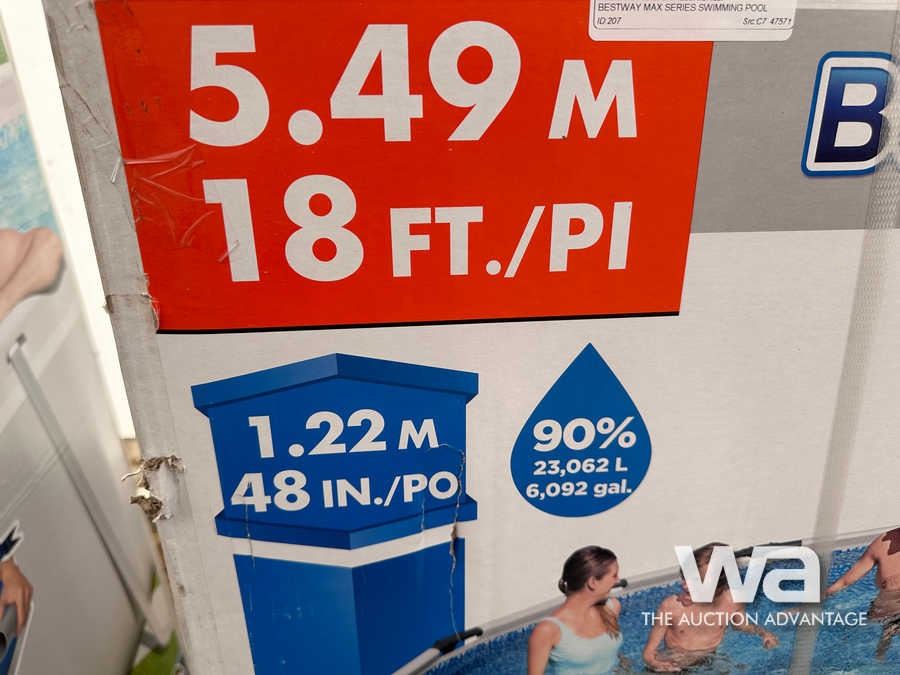 BESTWAY MAX SERIES SWIMMING POOL
ID:207 Src:C7 47571
5.49 M
18 FT./PI
B
1.22 M
48 IN./PO
90%
23,062 L
6,092 gal.
wa
THE AUCTION ADVANTAGE